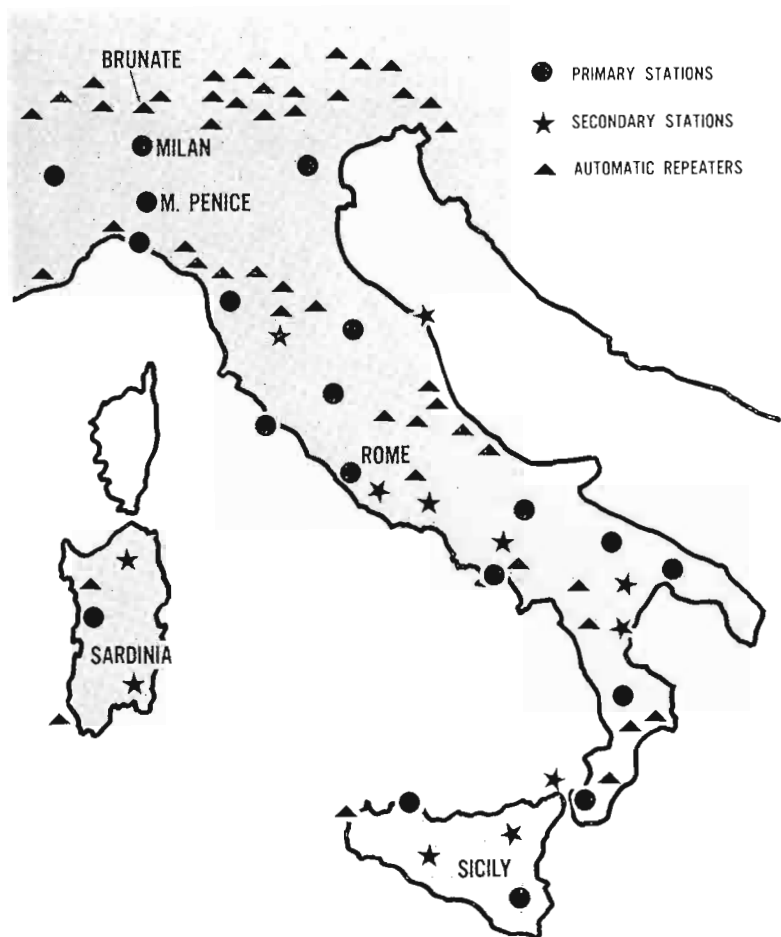 BRUNATE
PRIMARY STATIONS
SECONDARY STATIONS
AUTOMATIC REPEATERS
MILAN
M. PENICE
ROME
SARDINIA
SICILY